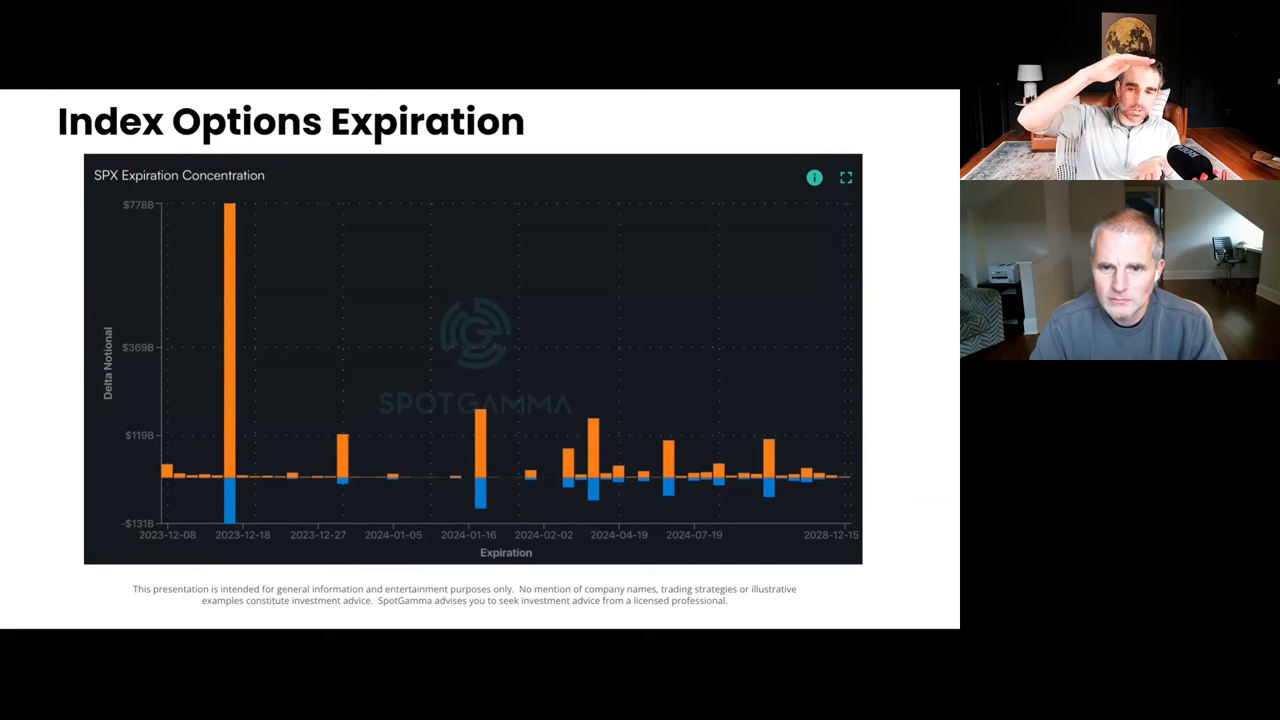 Index Options Expiration
SPX Expiration Concentration
i
$778B
$369B
$119B
-$131B
Delta Notional
SPOTGAMMA
2023-12-08 2023-12-18 2023-12-27 2024-01-05 2024-01-16 2024-02-02 2024-04-19 2024-07-19 2028-12-15
Expiration
This presentation is intended for general information and entertainment purposes only. No mention of company names, trading strategies or illustrative
examples constitute investment advice. SpotGamma advises you to seek investment advice from a licensed professional.
RODE